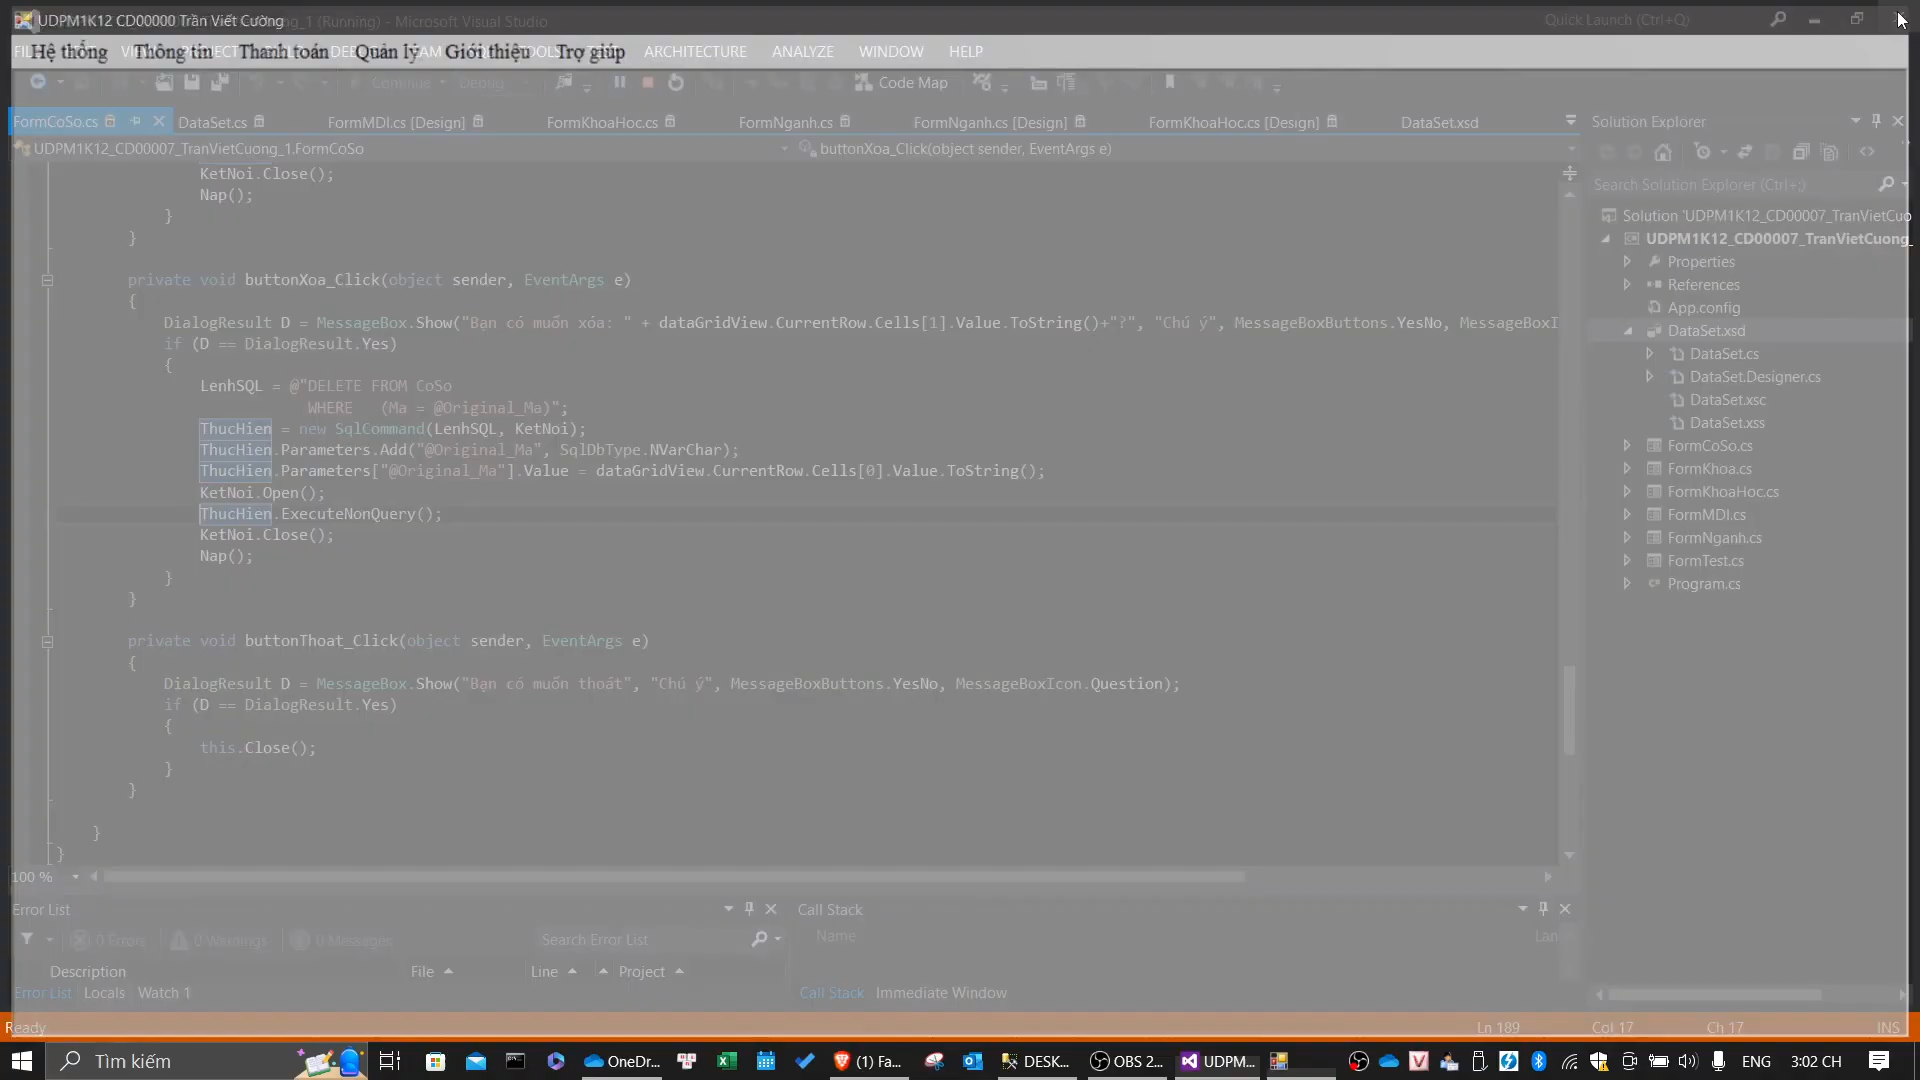 UDPM1K12 CD00000 Trần Viết Cường_1 (Running) - Microsoft Visual Studio
Quick Launch (Ctrl+Q)
Hệ thống Thông tin Thanh toán Quản lý Giới thiệu Trợ giúp
ARCHITECTURE ANALYZE WINDOW HELP
Continue Debug Code Map
FormCoSo.cs DataSet.cs FormMDI.cs [Design] FormKhoaHoc.cs FormNganh.cs FormNganh.cs [Design] FormKhoaHoc.cs [Design] DataSet.xsd
UDPM1K12_CD00007_TranVietCuong_1.FormCoSo
buttonXoa_Click(object sender, EventArgs e)
KetNoi.Close();
Nap();
}
}
private void buttonXoa_Click(object sender, EventArgs e)
{
DialogResult D = MessageBox.Show("Bạn có muốn xóa: " + dataGridView.CurrentRow.Cells[1].Value.ToString()+"?", "Chú ý", MessageBoxButtons.YesNo, MessageBoxI
if (D == DialogResult.Yes)
{
LenhSQL = @"DELETE FROM CoSo
WHERE (Ma = @Original_Ma)";
ThucHien = new SqlCommand(LenhSQL, KetNoi);
ThucHien.Parameters.Add("@Original_Ma", SqlDbType.NVarChar);
ThucHien.Parameters["@Original_Ma"].Value = dataGridView.CurrentRow.Cells[0].Value.ToString();
KetNoi.Open();
ThucHien.ExecuteNonQuery();
KetNoi.Close();
Nap();
}
}
private void buttonThoat_Click(object sender, EventArgs e)
{
DialogResult D = MessageBox.Show("Bạn có muốn thoát", "Chú ý", MessageBoxButtons.YesNo, MessageBoxIcon.Question);
if (D == DialogResult.Yes)
{
this.Close();
}
}
}
}
100 %
Solution Explorer
Search Solution Explorer (Ctrl+;)
Solution 'UDPM1K12_CD00007_TranVietCuo
UDPM1K12_CD00007_TranVietCuong_
Properties
References
App.config
DataSet.xsd
DataSet.cs
DataSet.Designer.cs
DataSet.xsc
DataSet.xss
FormCoSo.cs
FormKhoa.cs
FormKhoaHoc.cs
FormMDI.cs
FormNganh.cs
FormTest.cs
Program.cs
Error List
0 Errors 0 Warnings 0 Messages Search Error List
Description File Line Project
Error List Locals Watch 1
Call Stack
Name Lan
Call Stack Immediate Window
Ready Ln 189 Col 17 Ch 17 INS
Tìm kiếm OneDr... (1) Fa... DESK... OBS 2... UDPM... ENG 3:02 CH